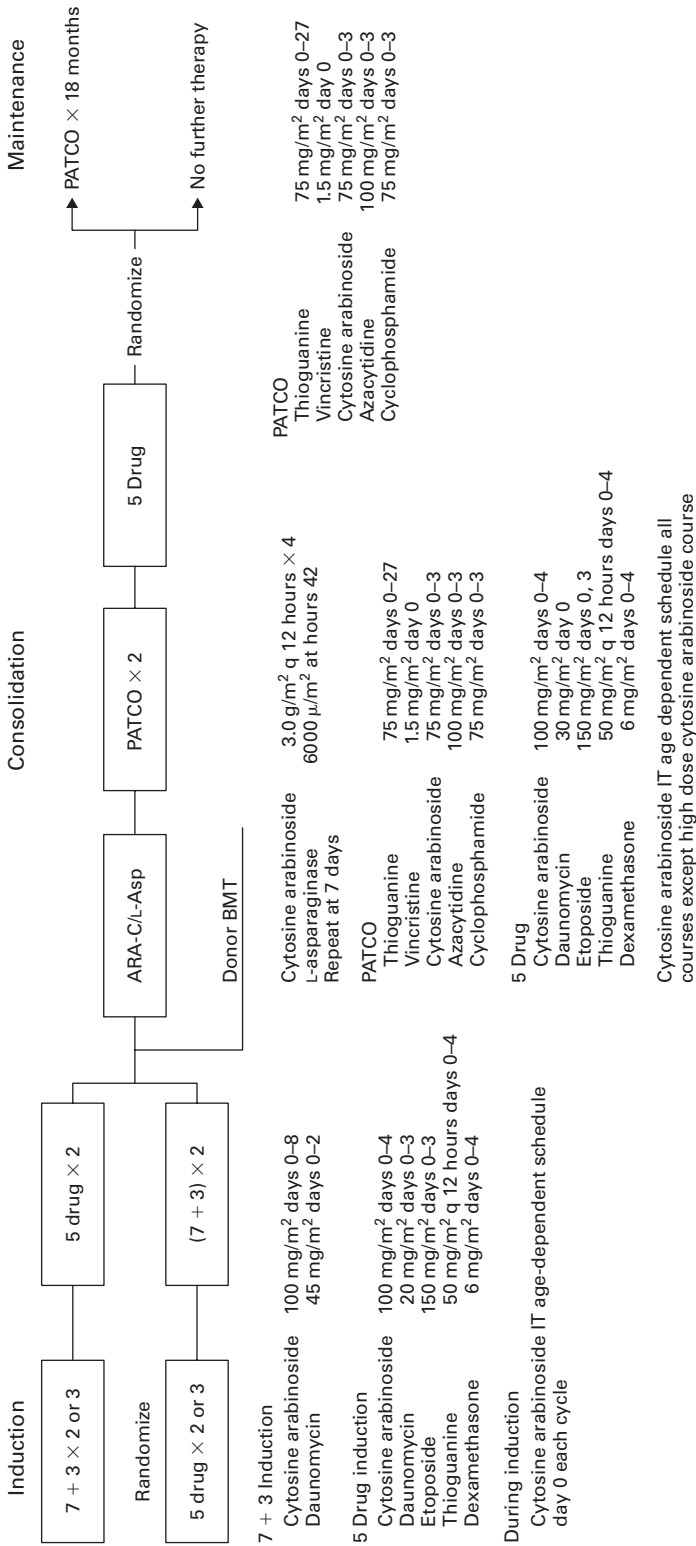 Induction
Consolidation
Maintenance
7 + 3 × 2 or 3
5 drug × 2
Randomize
5 drug × 2 or 3
(7 + 3) × 2
ARA-C/L-Asp
PATCO × 2
5 Drug
Randomize
PATCO × 18 months
No further therapy
Donor BMT
7 + 3 Induction
Cytosine arabinoside 100 mg/m² days 0–8
Daunomycin 45 mg/m² days 0–2
5 Drug induction
Cytosine arabinoside 100 mg/m² days 0–4
Daunomycin 20 mg/m² days 0–3
Etoposide 150 mg/m² days 0–3
Thioguanine 50 mg/m² q 12 hours days 0–4
Dexamethasone 6 mg/m² days 0–4
During induction
Cytosine arabinoside IT age-dependent schedule
day 0 each cycle
Cytosine arabinoside 3.0 g/m² q 12 hours × 4
L-asparaginase 6000 μ/m² at hours 42
Repeat at 7 days
PATCO
Thioguanine 75 mg/m² days 0–27
Vincristine 1.5 mg/m² day 0
Cytosine arabinoside 75 mg/m² days 0–3
Azacytidine 100 mg/m² days 0–3
Cyclophosphamide 75 mg/m² days 0–3
5 Drug
Cytosine arabinoside 100 mg/m² days 0–4
Daunomycin 30 mg/m² day 0
Etoposide 150 mg/m² days 0, 3
Thioguanine 50 mg/m² q 12 hours days 0–4
Dexamethasone 6 mg/m² days 0–4
Cytosine arabinoside IT age dependent schedule all
courses except high dose cytosine arabinoside course
PATCO
Thioguanine 75 mg/m² days 0–27
Vincristine 1.5 mg/m² day 0
Cytosine arabinoside 75 mg/m² days 0–3
Azacytidine 100 mg/m² days 0–3
Cyclophosphamide 75 mg/m² days 0–3